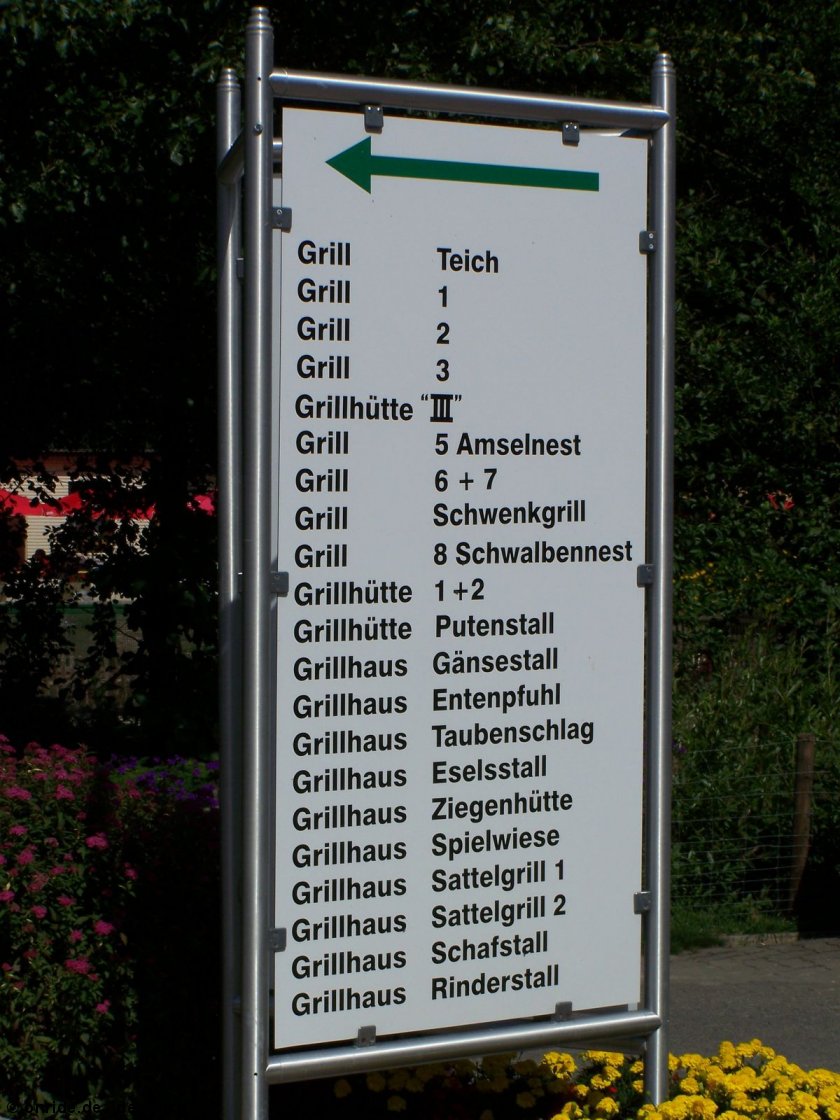 Grill Teich
Grill 1
Grill 2
Grill 3
Grillhütte "III"
Grill 5 Amselnest
Grill 6 + 7
Grill Schwenkgrill
Grill 8 Schwalbennest
Grillhütte 1+2
Grillhütte Putenstall
Grillhaus Gänsestall
Grillhaus Entenpfuhl
Grillhaus Taubenschlag
Grillhaus Eselsstall
Grillhaus Ziegenhütte
Grillhaus Spielwiese
Grillhaus Sattelgrill 1
Grillhaus Sattelgrill 2
Grillhaus Schafstall
Grillhaus Rinderstall